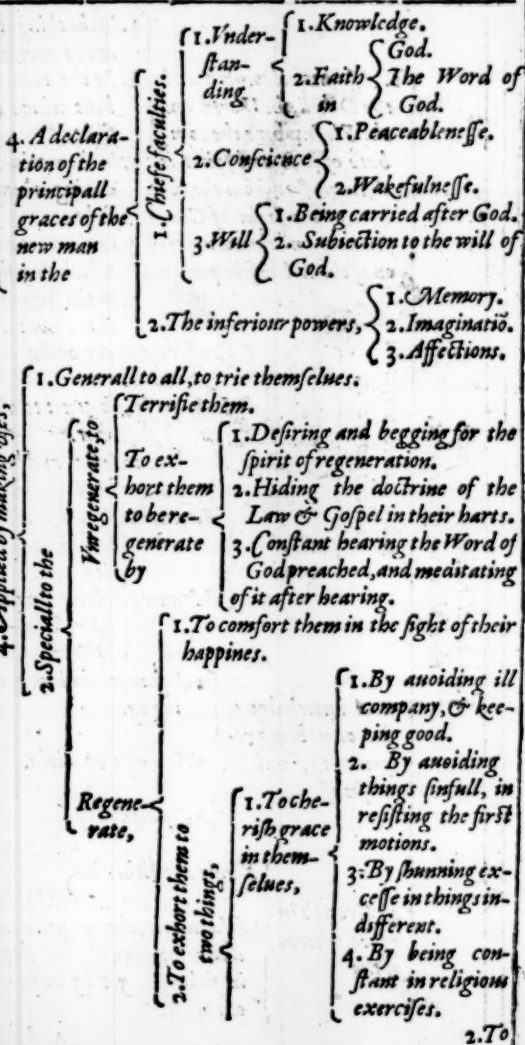 4. A declara-
tion of the
principall
graces of the
new man
in the
1. Chiefe faculties.
1. Vnder-
ſtan-
ding
1. Knowledge.
2. Faith
in
God.
The Word of
God.
2. Conſcience
1. Peaceableneſſe.
2. Wakefulneſſe.
3. Will
1. Being carried after God.
2. Subiection to the will of
God.
2. The inferiour powers,
1. Memory.
2. Imaginatiõ.
3. Affections.
1. Generall to all, to trie themſelues.
2. Speciall to the
Vnregenerate, to
Terrifie them.
To ex-
hort them
to be re-
generate
by
1. Deſiring and begging for the
ſpirit of regeneration.
2. Hiding the doctrine of the
Law & Goſpel in their harts.
3. Conſtant hearing the Word of
God preached, and meditating
of it after hearing.
Regene-
rate,
1. To comfort them in the ſight of their
happines.
2. To exhort them to
two things,
1. To che-
riſh grace
in them-
ſelues,
1. By auoiding ill
company, & kee-
ping good.
2. By auoiding
things ſinfull, in
reſiſting the firſt
motions.
3. By ſhunning ex-
ceſſe in things in-
different.
4. By being con-
ſtant in religious
exerciſes.
2. To